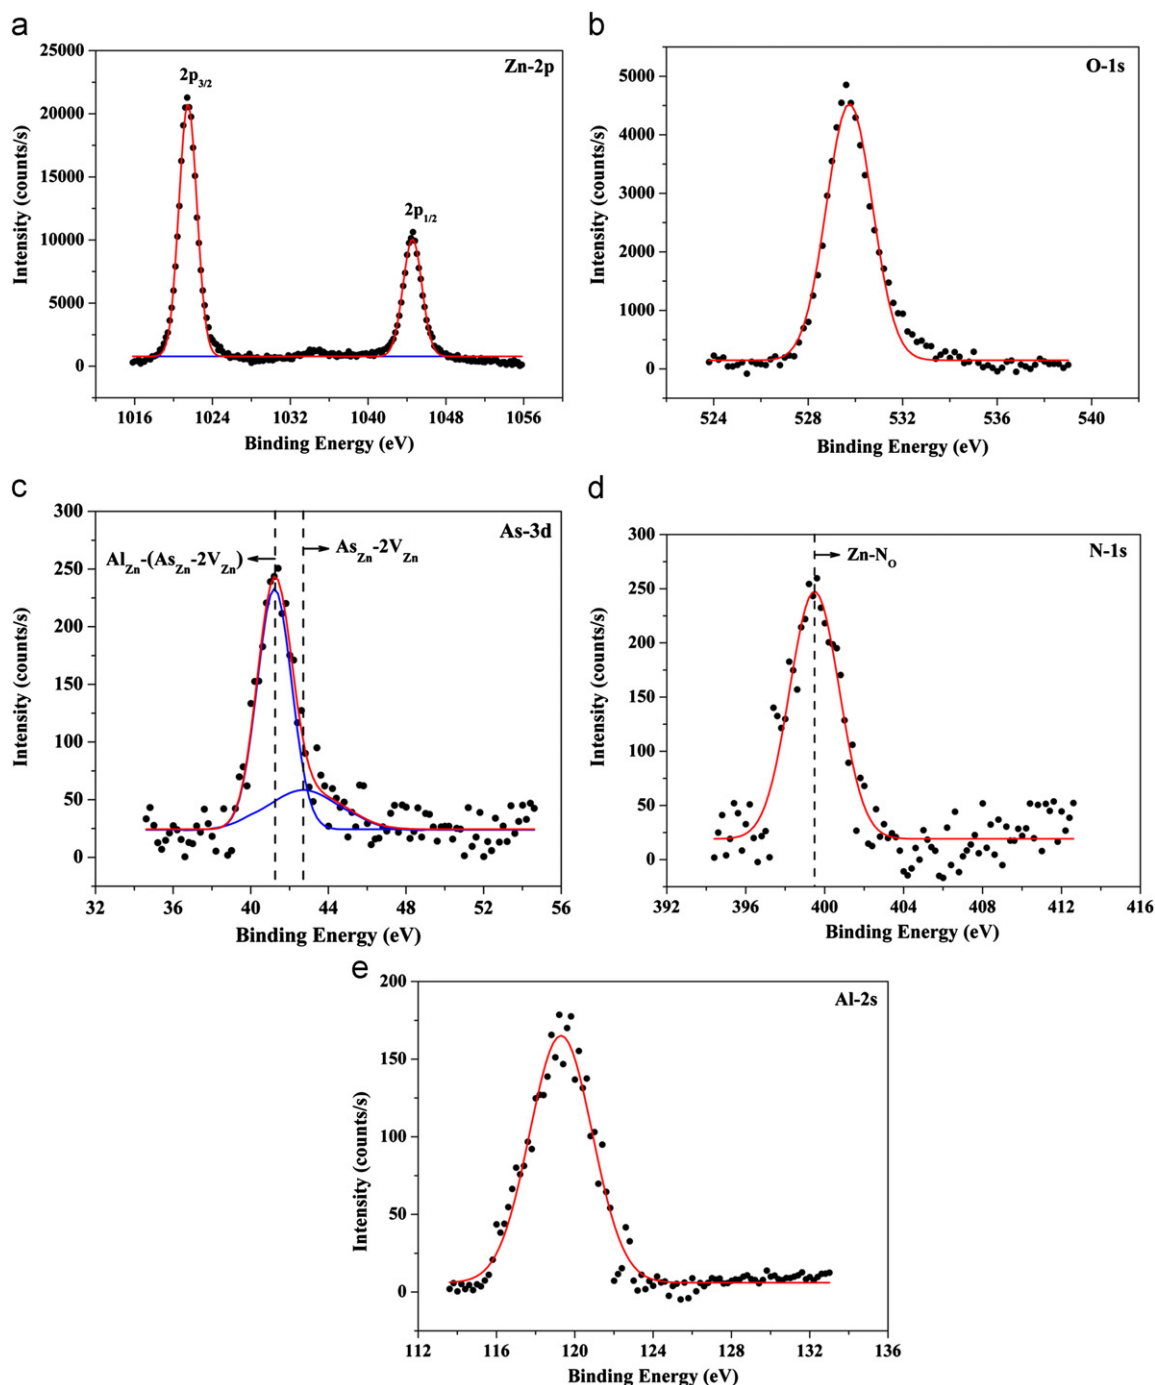 a
Zn-2p
2p3/2
2p1/2
25000
20000
15000
10000
5000
0
Intensity (counts/s)
1016 1024 1032 1040 1048 1056
Binding Energy (eV)
b
O-1s
5000
4000
3000
2000
1000
0
Intensity (counts/s)
524 528 532 536 540
Binding Energy (eV)
c
As-3d
AlZn-(AsZn-2VZn)
AsZn-2VZn
300
250
200
150
100
50
0
Intensity (counts/s)
32 36 40 44 48 52 56
Binding Energy (eV)
d
N-1s
Zn-NO
300
250
200
150
100
50
0
Intensity (counts/s)
392 396 400 404 408 412 416
Binding Energy (eV)
e
Al-2s
200
150
100
50
0
Intensity (counts/s)
112 116 120 124 128 132 136
Binding Energy (eV)